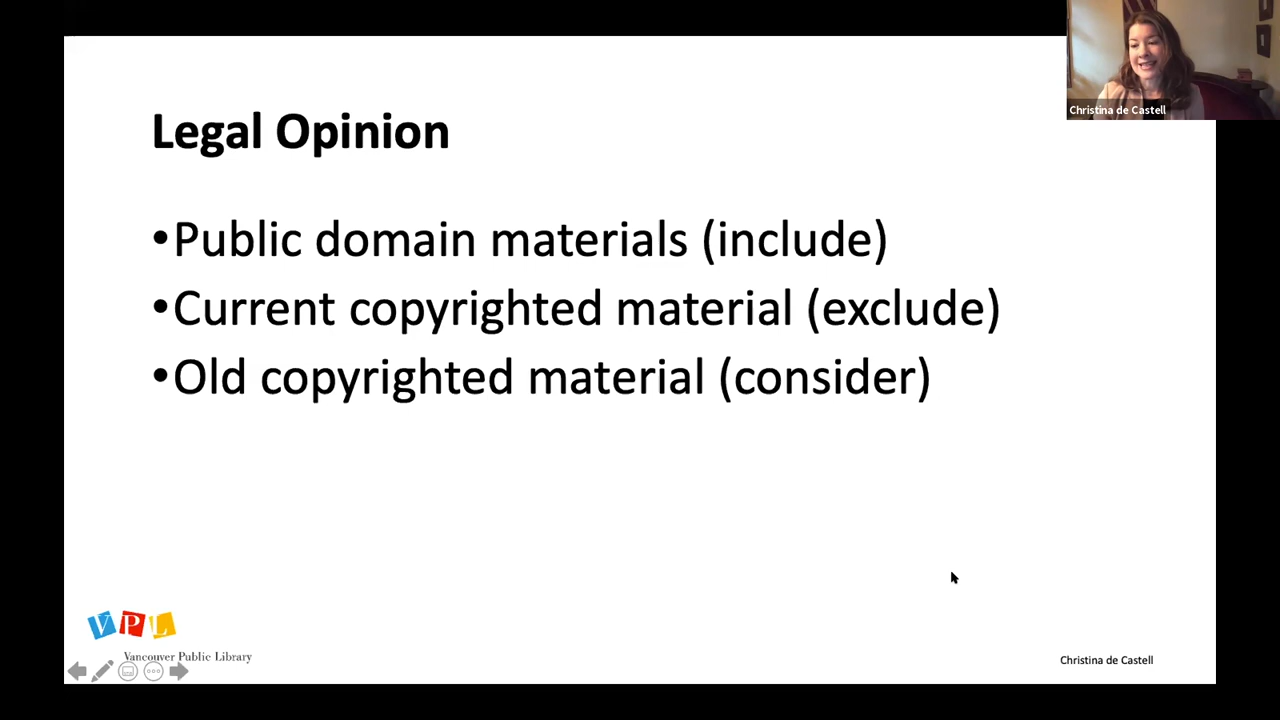 Christina de Castell
Legal Opinion
•Public domain materials (include)
•Current copyrighted material (exclude)
•Old copyrighted material (consider)
VPL
Vancouver Public Library
Christina de Castell